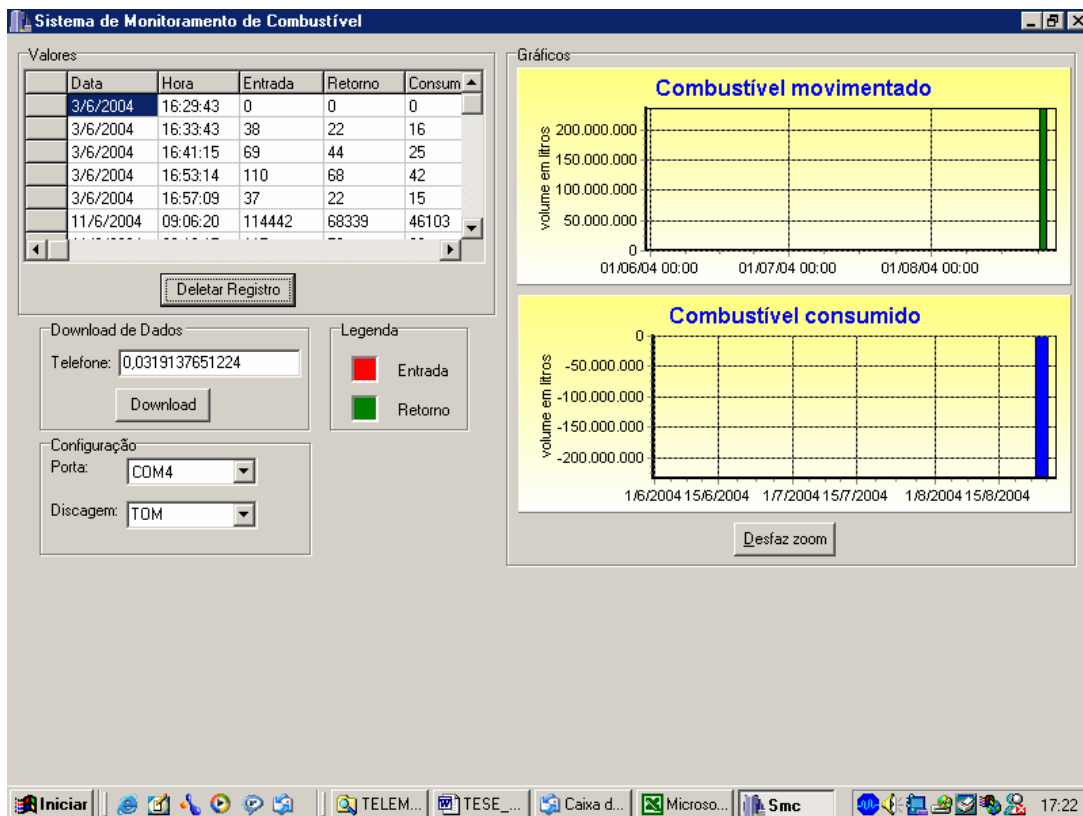 Sistema de Monitoramento de Combustível
Valores
Data Hora Entrada Retorno Consum
3/6/2004 16:29:43 0 0 0
3/6/2004 16:33:43 38 22 16
3/6/2004 16:41:15 69 44 25
3/6/2004 16:53:14 110 68 42
3/6/2004 16:57:09 37 22 15
11/6/2004 09:06:20 114442 68339 46103
Deletar Registro
Download de Dados
Telefone: 0,0319137651224
Download
Legenda
Entrada
Retorno
Configuração
Porta: COM4
Discagem: TOM
Gráficos
Combustível movimentado
volume em litros
200.000.000
150.000.000
100.000.000
50.000.000
0
01/06/04 00:00 01/07/04 00:00 01/08/04 00:00
Combustível consumido
volume em litros
0
-50.000.000
-100.000.000
-150.000.000
-200.000.000
1/6/2004 15/6/2004 1/7/2004 15/7/2004 1/8/2004 15/8/2004
Desfaz zoom
Iniciar TELEM... TESE_... Caixa d... Microso... Smc 17:22